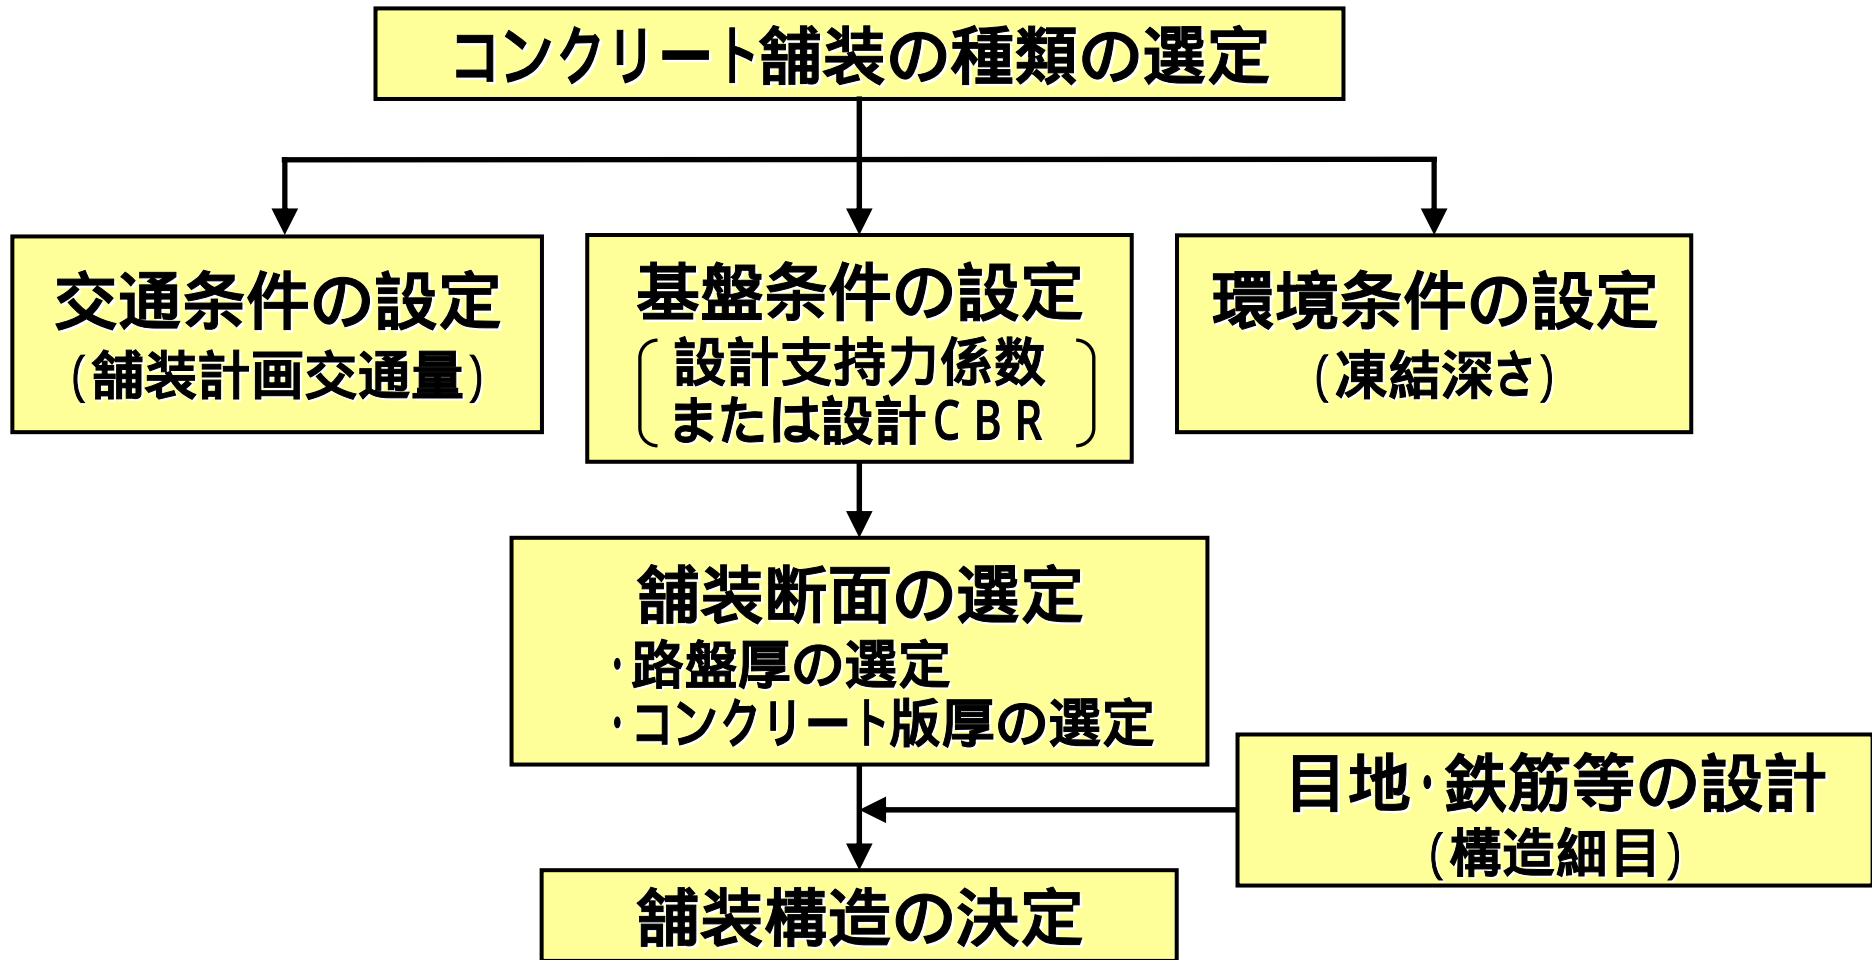 コンクリート舗装の種類の選定
交通条件の設定
(舗装計画交通量)
基盤条件の設定
設計支持力係数
または設計CBR
環境条件の設定
(凍結深さ)
舗装断面の選定
・路盤厚の選定
・コンクリート版厚の選定
目地・鉄筋等の設計
(構造細目)
舗装構造の決定